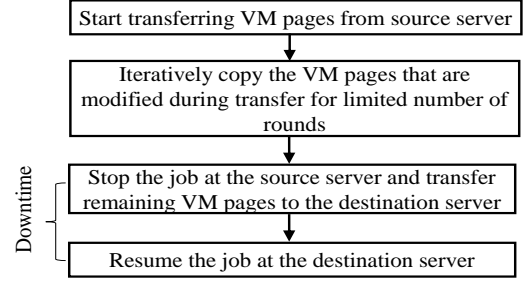 Start transferring VM pages from source server
Iteratively copy the VM pages that are
modified during transfer for limited number of
rounds
Downtime
Stop the job at the source server and transfer
remaining VM pages to the destination server
Resume the job at the destination server